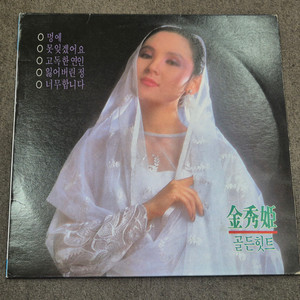 ○ 멍에
○ 못잊겠어요
○ 고독한 연인
○ 잃어버린 정
○ 너무합니다
金秀姬
골든힛트